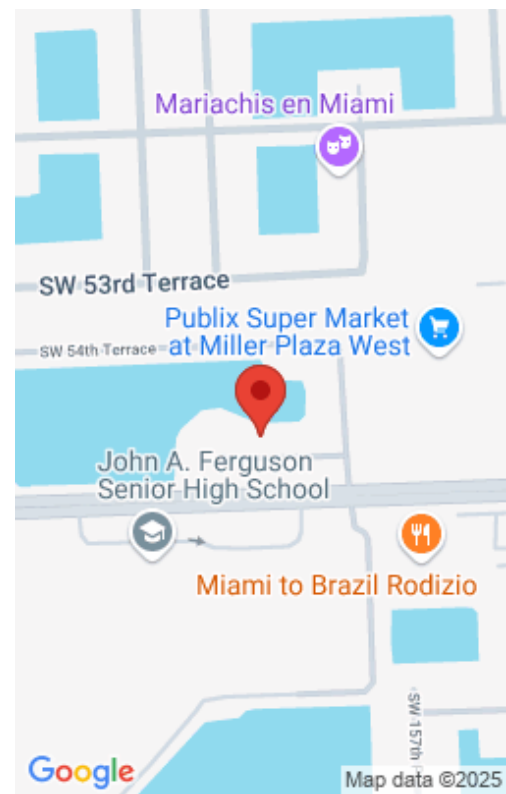 Mariachis en Miami
SW 53rd Terrace
Publix Super Market
at Miller Plaza West
SW 54th Terrace
John A. Ferguson
Senior High School
Miami to Brazil Rodizio
SW 157th
Google
Map data ©2025